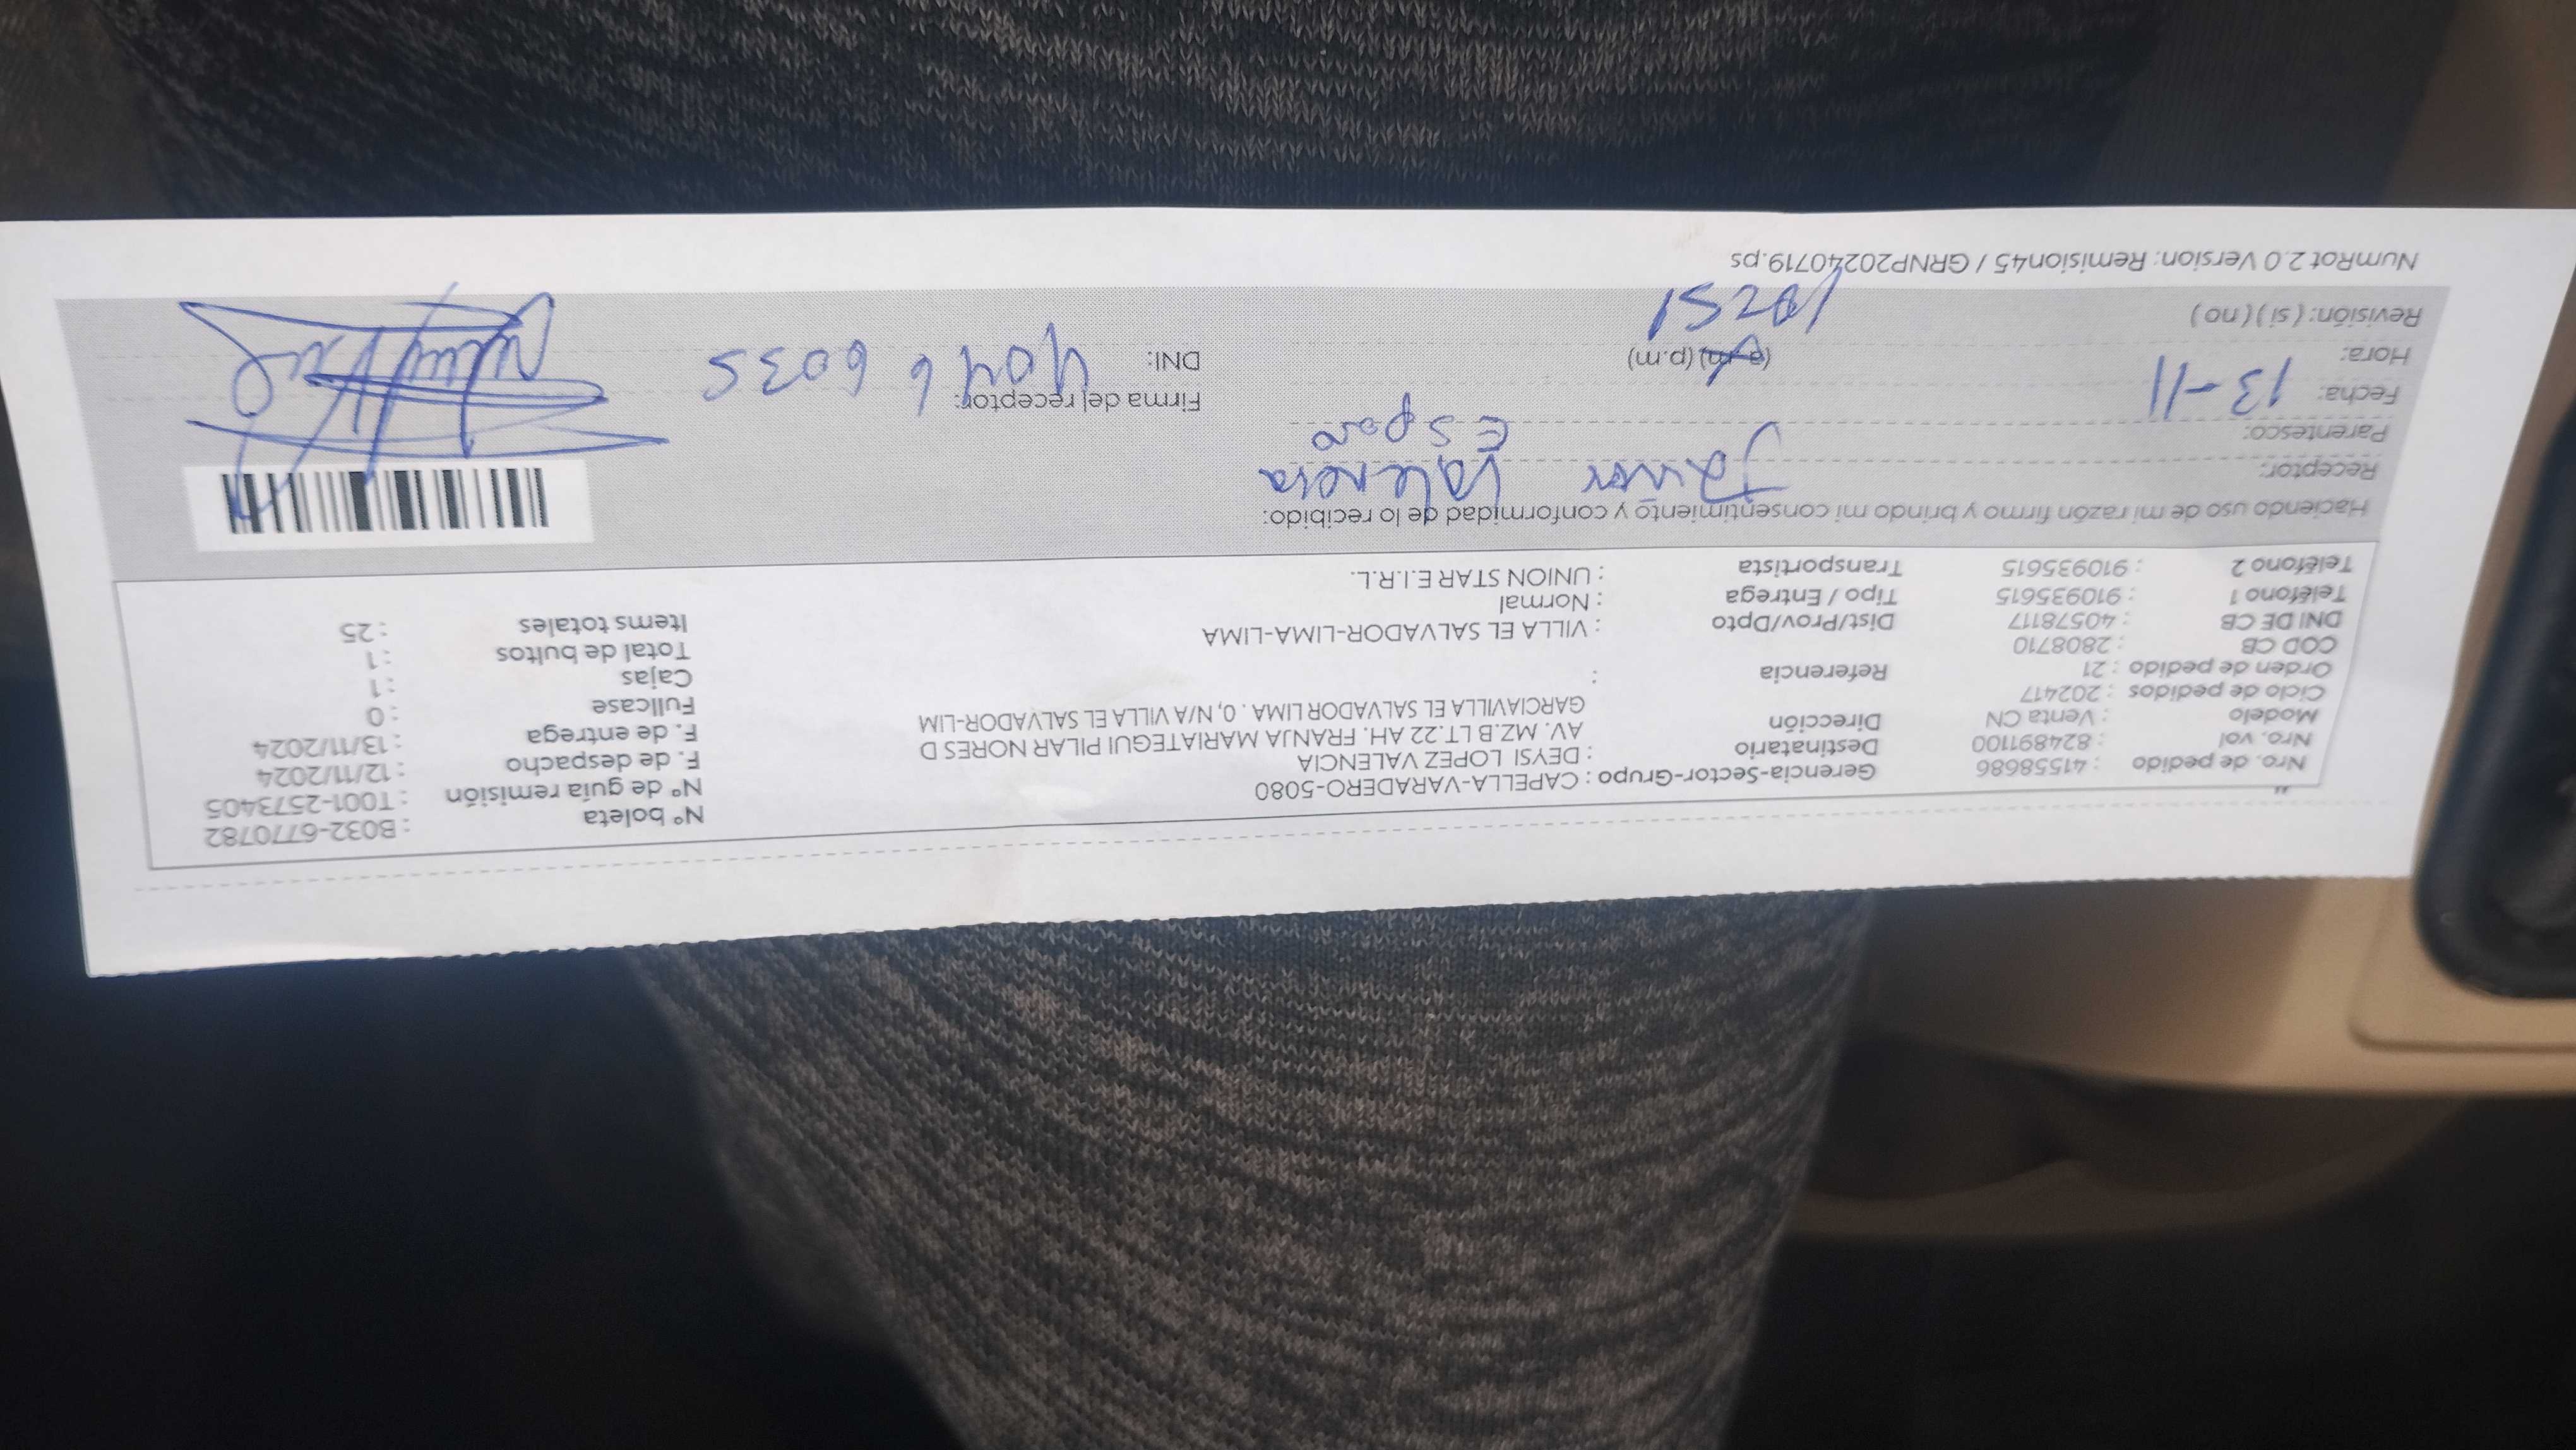 Nro. de pedido : 41558686 Gerencia-Sector-Grupo : CAPELLA-VARADERO-5080 N° boleta : B032-6770782
Nro. vol : 824891100 Destinatario : DEYSI LOPEZ VALENCIA N° de guía remisión : T001-2573405
Modelo : Venta CN Dirección AV. MZ.B LT.22 AH. FRANJA MARIATEGUI PILAR NORES D F. de despacho : 12/11/2024
Ciclo de pedidos : 202417 GARCIAVILLA EL SALVADOR LIMA . 0, N/A VILLA EL SALVADOR-LIM F. de entrega : 13/11/2024
Orden de pedido : 21 Referencia : Fullcase : 0
COD CB : 2808710 Cajas : 1
DNI DE CB : 40578117 Dist/Prov/Dpto : VILLA EL SALVADOR-LIMA-LIMA Total de bultos : 1
Teléfono 1 : 910935615 Tipo / Entrega : Normal Items totales : 25
Teléfono 2 : 910935615 Transportista : UNION STAR E.I.R.L.
Haciendo uso de mi razón firmo y brindo mi consentimiento y conformidad de lo recibido:
Receptor: Valencia
Parentesco: Esposo
Fecha: 13-11 Firma del receptor:
Hora: (a.m) (p.m) DNI: 40466035
Revisión: ( si ) ( no )
NumRot 2.0 Version: Remision45 / GRNP20240719.ps